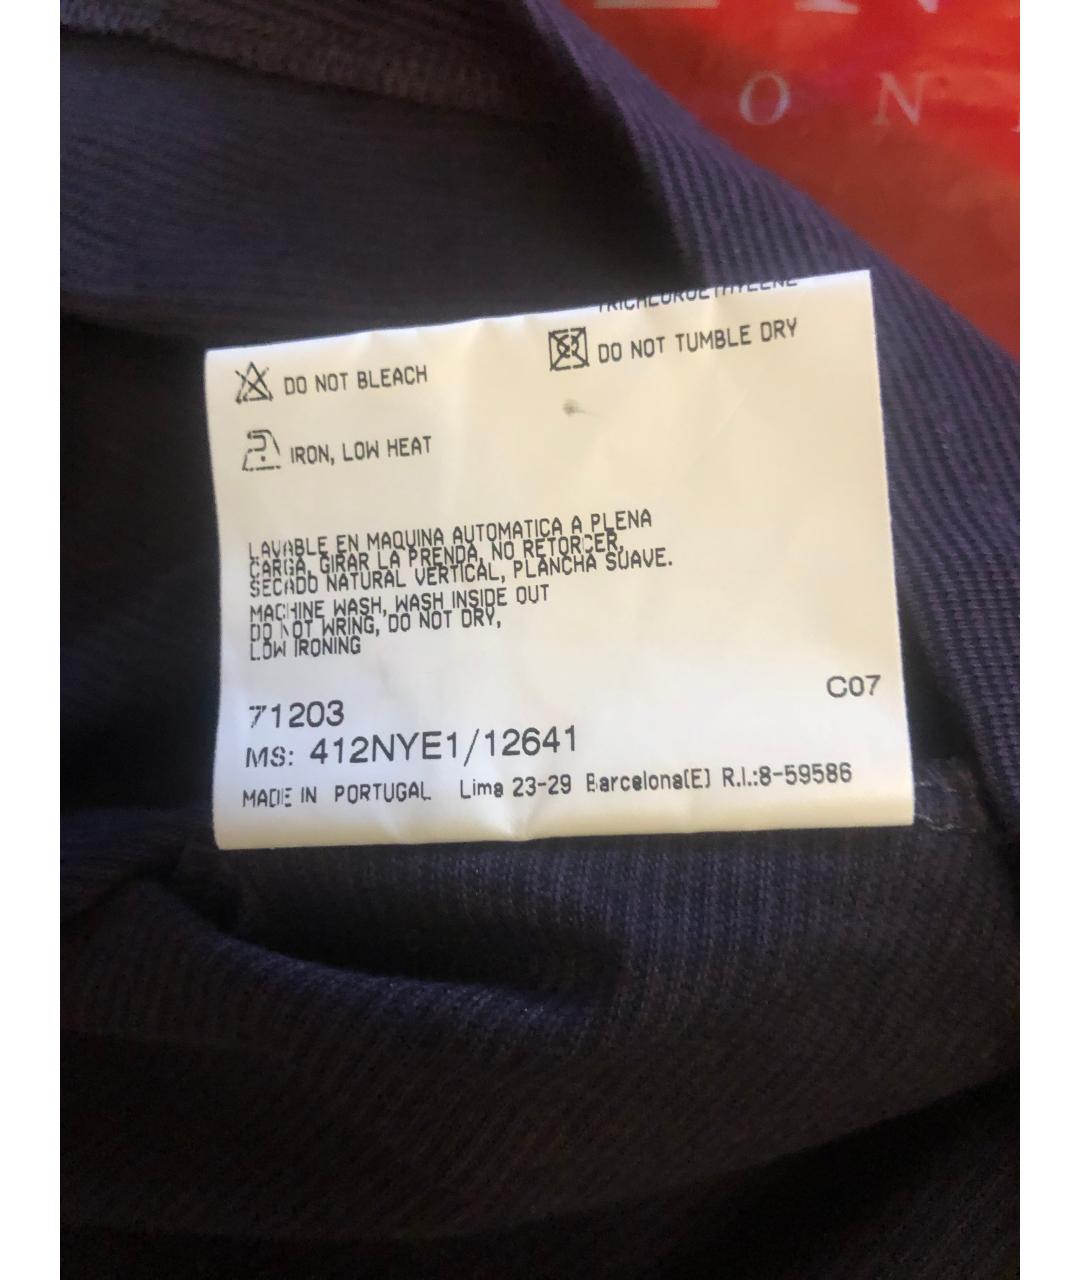 O N
TRICHLOROETHYLENE
DO NOT BLEACH
DO NOT TUMBLE DRY
IRON, LOW HEAT
LAVABLE EN MAQUINA AUTOMATICA A PLENA
CARGA, GIRAR LA PRENDA, NO RETORCER,
SECADO NATURAL VERTICAL, PLANCHA SUAVE.
MACHINE WASH, WASH INSIDE OUT
DO NOT WRING, DO NOT DRY,
LOW IRONING
C07
71203
MS: 412NYE1/12641
MADE IN PORTUGAL Lima 23-29 Barcelona(E) R.I.:8-59586